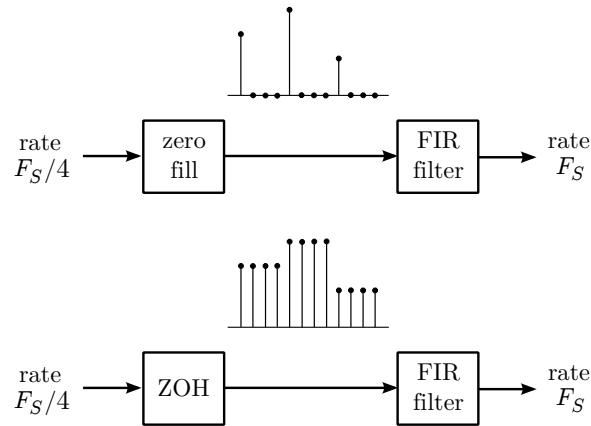 rate
F_S/4
zero
fill
FIR
filter
rate
F_S
rate
F_S/4
ZOH
FIR
filter
rate
F_S